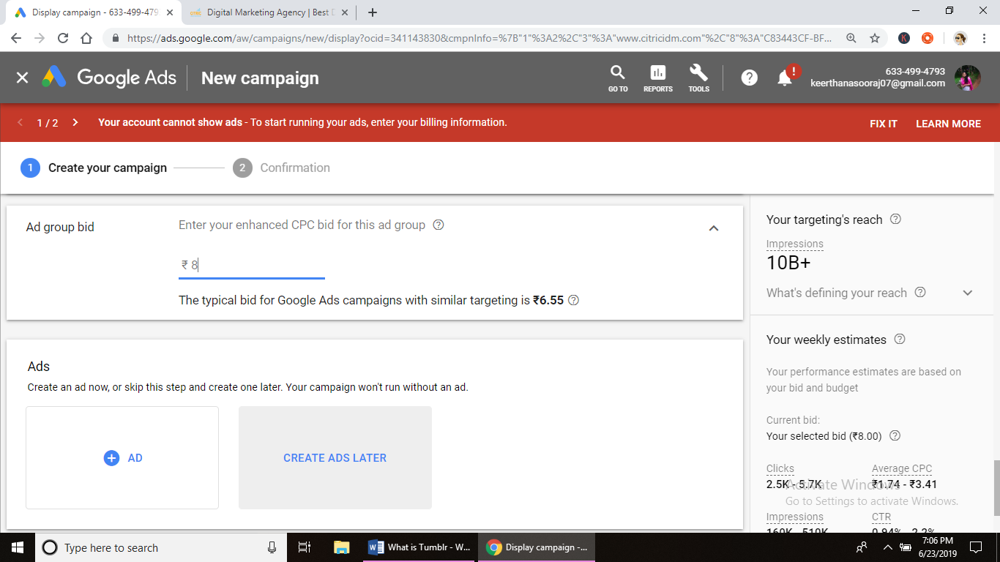 Display campaign - 633-499-479
Digital Marketing Agency | Best D
https://ads.google.com/aw/campaigns/new/display?ocid=341143830&cmpnInfo=%7B"1"%3A2%2C"3"%3A"www.citricidm.com"%2C"8"%3A"C83443CF-BF...
K
Google Ads
New campaign
GO TO
REPORTS
TOOLS
?
!
633-499-4793
keerthanasooraj07@gmail.com
1 / 2
Your account cannot show ads - To start running your ads, enter your billing information.
FIX IT
LEARN MORE
1 Create your campaign
2 Confirmation
Ad group bid
Enter your enhanced CPC bid for this ad group ?
₹ 8
The typical bid for Google Ads campaigns with similar targeting is ₹6.55 ?
Ads
Create an ad now, or skip this step and create one later. Your campaign won't run without an ad.
AD
CREATE ADS LATER
Your targeting's reach ?
Impressions
10B+
What's defining your reach ?
Your weekly estimates ?
Your performance estimates are based on
your bid and budget
Current bid:
Your selected bid (₹8.00) ?
Clicks
Average CPC
2.5K - 5.7K
₹1.74 - ₹3.41
Activate Windows
Go to Settings to activate Windows.
Impressions
CTR
160K - 510K
0.94% - 2.2%
Type here to search
What is Tumblr - W...
Display campaign -...
7:06 PM
6/23/2019